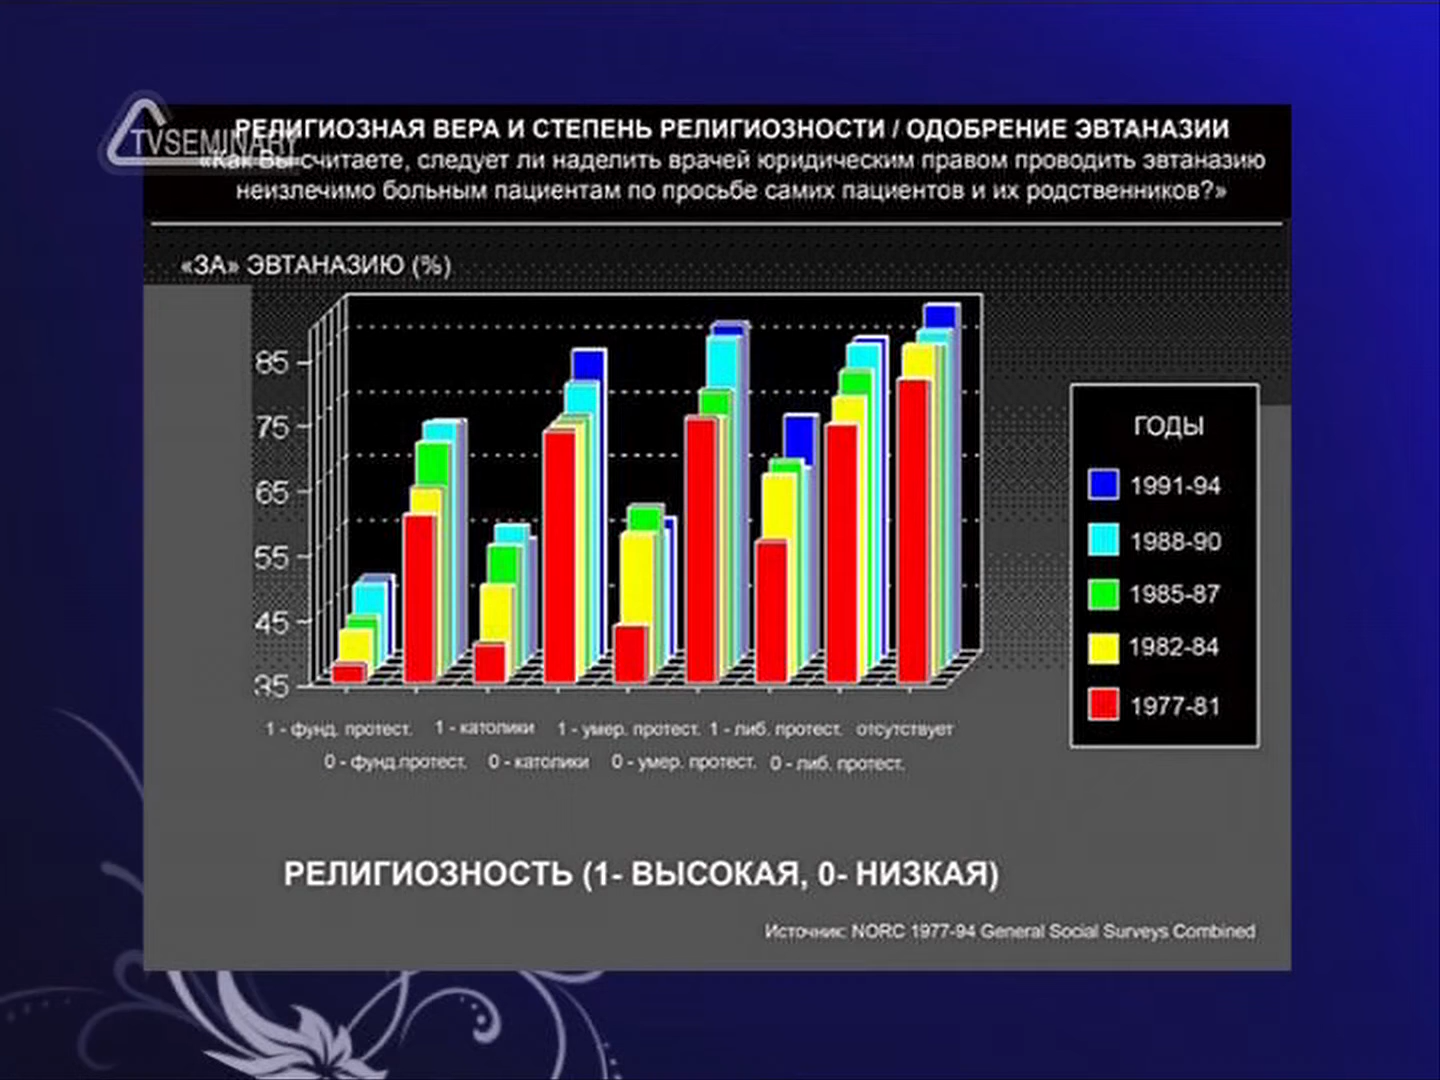 TVSEMINARY
РЕЛИГИОЗНАЯ ВЕРА И СТЕПЕНЬ РЕЛИГИОЗНОСТИ / ОДОБРЕНИЕ ЭВТАНАЗИИ
«Как Вы считаете, следует ли наделить врачей юридическим правом проводить эвтаназию
неизлечимо больным пациентам по просьбе самих пациентов и их родственников?»
«ЗА» ЭВТАНАЗИЮ (%)
85
75
65
55
45
35
1 - фунд. протест. 1 - католики 1 - умер. протест. 1 - либ. протест. отсутствует
0 - фунд.протест. 0 - католики 0 - умер. протест. 0 - либ. протест.
ГОДЫ
1991-94
1988-90
1985-87
1982-84
1977-81
РЕЛИГИОЗНОСТЬ (1- ВЫСОКАЯ, 0- НИЗКАЯ)
Источник: NORC 1977-94 General Social Surveys Combined